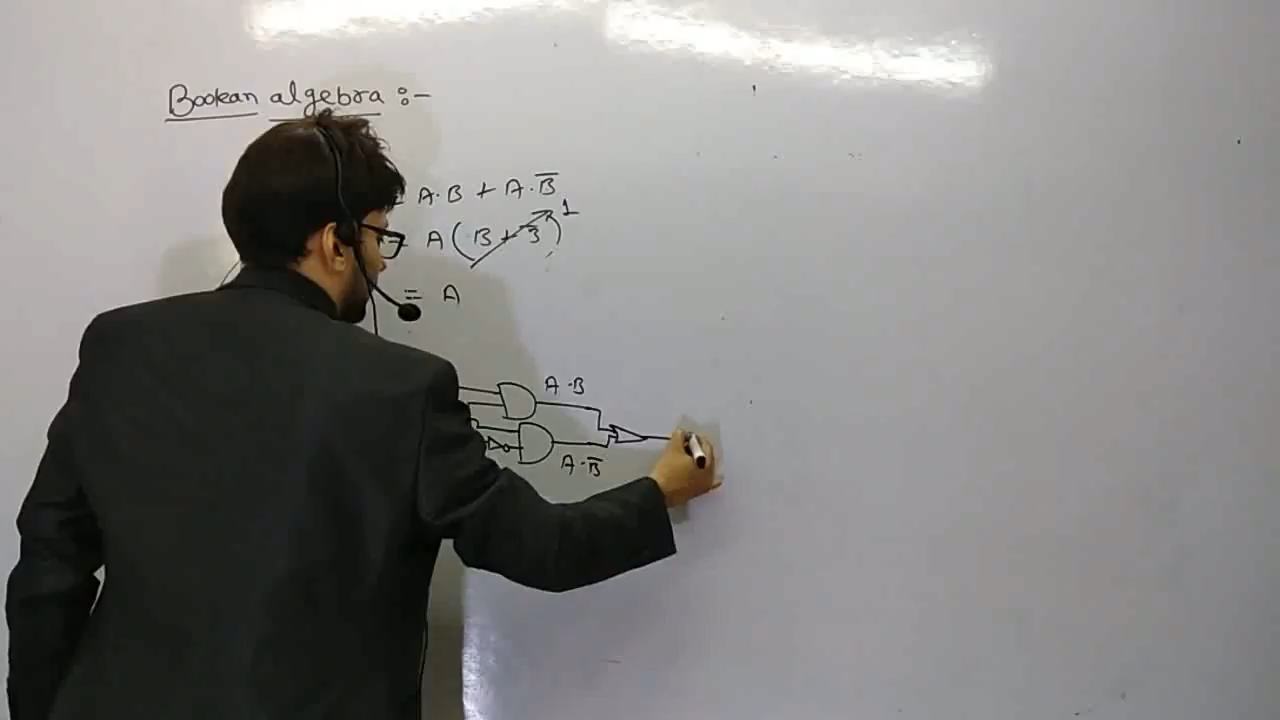 Boolean algebra :-
= A·B + A·B̅
= A(B + B̅) 1
= A
A·B
A·B̅